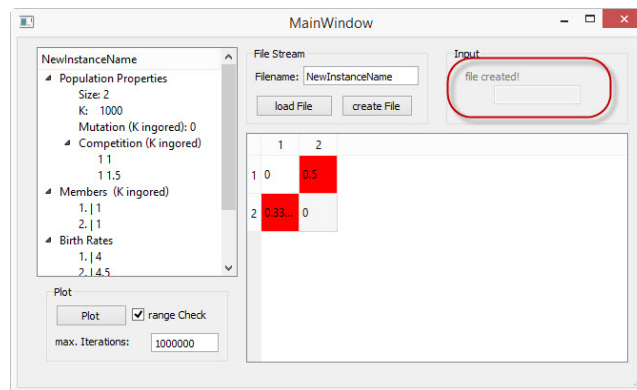 MainWindow
NewInstanceName
Population Properties
Size: 2
K: 1000
Mutation (K ingored): 0
Competition (K ingored)
1 1
1 1.5
Members (K ingored)
1. | 1
2. | 1
Birth Rates
1. | 4
2. | 4.5
File Stream
Filename: NewInstanceName
load File create File
Input
file created!
1 2
1 0 0.5
2 0.33... 0
Plot
Plot range Check
max. Iterations: 1000000